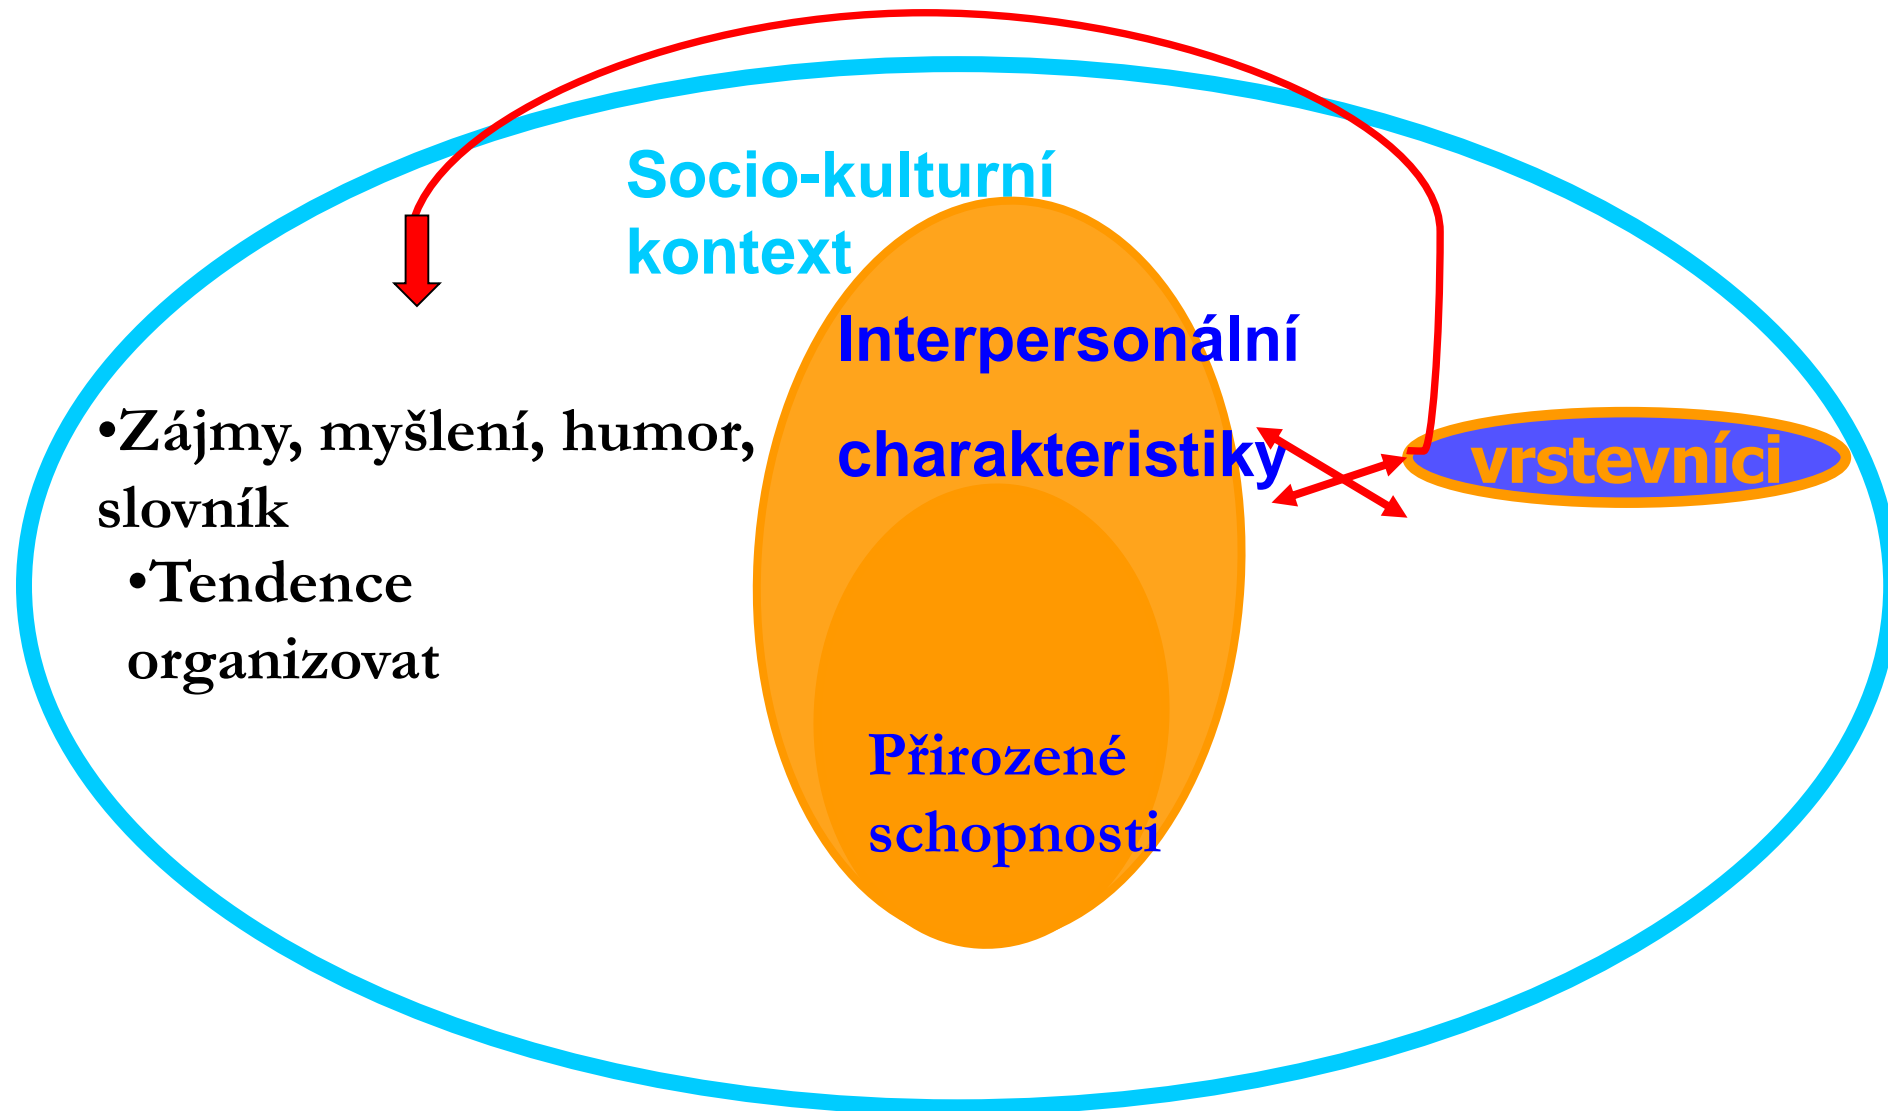 Socio-kulturní
kontext
Interpersonální
charakteristiky
•Zájmy, myšlení, humor,
slovník
•Tendence
organizovat
vrstevníci
Přirozené
schopnosti